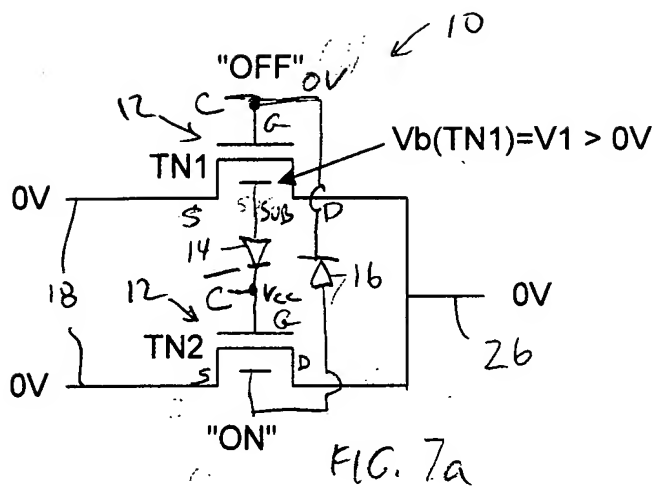 10
"OFF"
0V
C
12
G
Vb(TN1)=V1 > 0V
TN1
0V
S
SUB
D
14
16
18
C
Vcc
0V
12
G
26
TN2
S
D
0V
"ON"
FIG. 7a